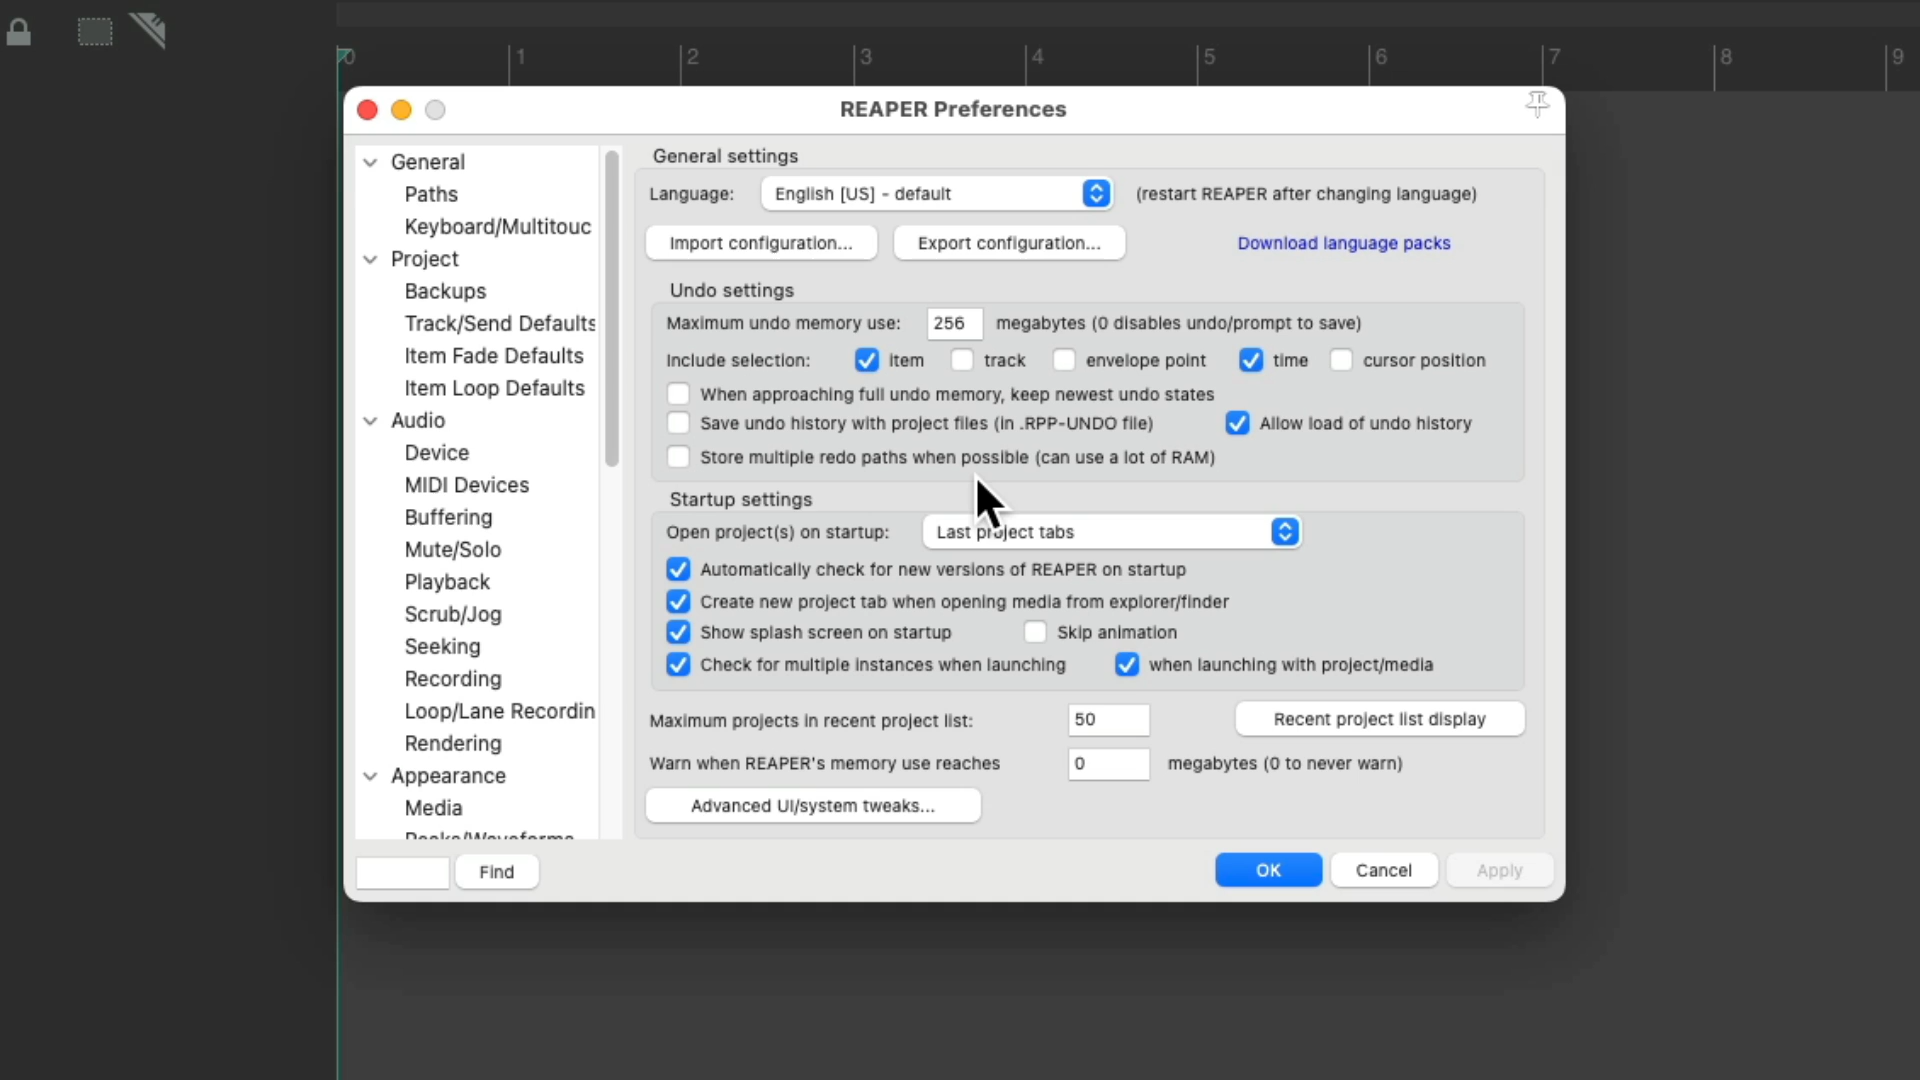 0 1 2 3 4 5 6 7 8 9
REAPER Preferences
General
Paths
Keyboard/Multitouc
Project
Backups
Track/Send Defaults
Item Fade Defaults
Item Loop Defaults
Audio
Device
MIDI Devices
Buffering
Mute/Solo
Playback
Scrub/Jog
Seeking
Recording
Loop/Lane Recordin
Rendering
Appearance
Media
Peaks/Waveforms
Find
General settings
Language: English [US] - default (restart REAPER after changing language)
Import configuration... Export configuration... Download language packs
Undo settings
Maximum undo memory use: 256 megabytes (0 disables undo/prompt to save)
Include selection: item track envelope point time cursor position
When approaching full undo memory, keep newest undo states
Save undo history with project files (in .RPP-UNDO file) Allow load of undo history
Store multiple redo paths when possible (can use a lot of RAM)
Startup settings
Open project(s) on startup: Last project tabs
Automatically check for new versions of REAPER on startup
Create new project tab when opening media from explorer/finder
Show splash screen on startup Skip animation
Check for multiple instances when launching when launching with project/media
Maximum projects in recent project list: 50 Recent project list display
Warn when REAPER's memory use reaches 0 megabytes (0 to never warn)
Advanced UI/system tweaks...
OK Cancel Apply